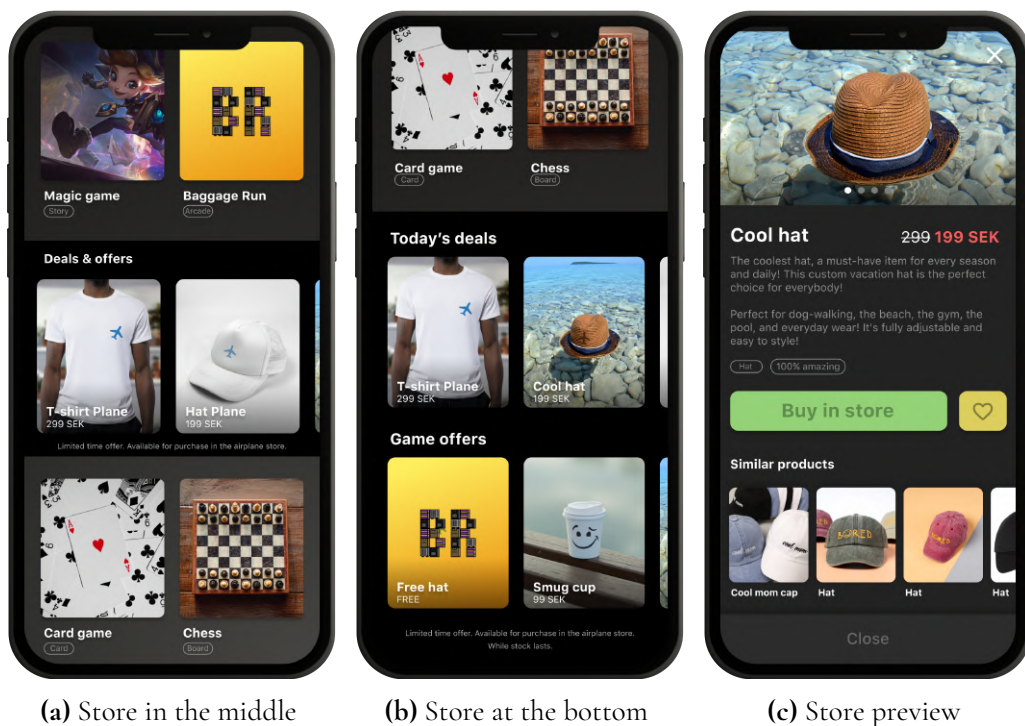 BR
Magic game
Story
Baggage Run
Arcade
Deals & offers
T-shirt Plane
299 SEK
Hat Plane
199 SEK
Limited time offer. Available for purchase in the airplane store.
Card game
Card
Chess
Board
(a) Store in the middle
Card game
Card
Chess
Board
Today's deals
T-shirt Plane
299 SEK
Cool hat
199 SEK
Game offers
BR
Free hat
FREE
Smug cup
99 SEK
Limited time offer. Available for purchase in the airplane store.
While stock lasts.
(b) Store at the bottom
Cool hat
299 199 SEK
The coolest hat, a must-have item for every season
and daily! This custom vacation hat is the perfect
choice for everybody!
Perfect for dog-walking, the beach, the gym, the
pool, and everyday wear! It's fully adjustable and
easy to style!
Hat
100% amazing
Buy in store
Similar products
cool mom
BORED
Cool mom cap
Hat
Hat
Hat
Close
(c) Store preview